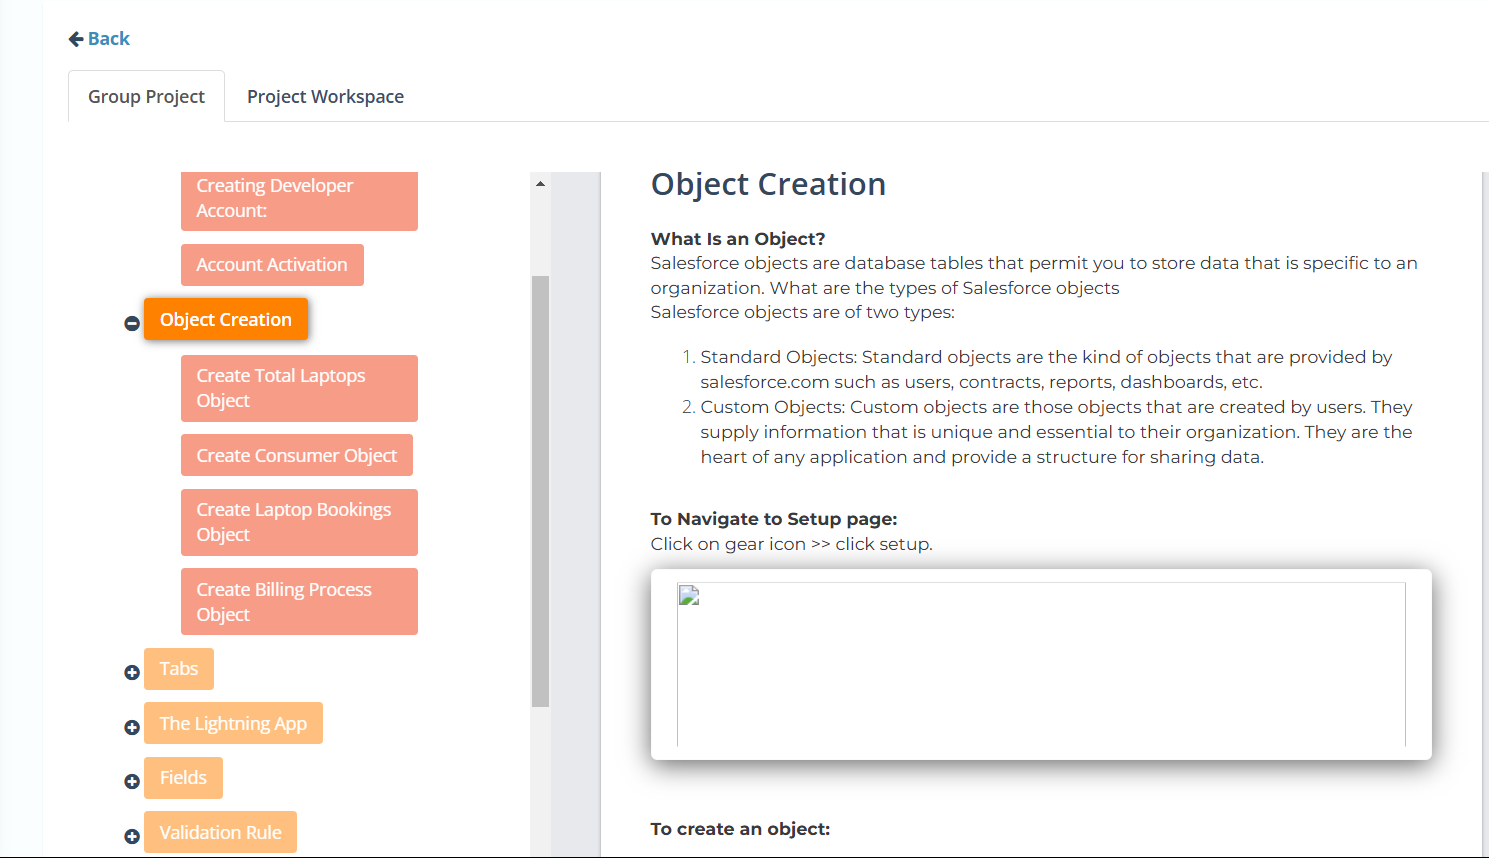 Back
Group Project
Project Workspace
Creating Developer
Account:
Account Activation
Object Creation
Create Total Laptops
Object
Create Consumer Object
Create Laptop Bookings
Object
Create Billing Process
Object
Tabs
The Lightning App
Fields
Validation Rule
Object Creation
What Is an Object?
Salesforce objects are database tables that permit you to store data that is specific to an
organization. What are the types of Salesforce objects
Salesforce objects are of two types:
1. Standard Objects: Standard objects are the kind of objects that are provided by
salesforce.com such as users, contracts, reports, dashboards, etc.
2. Custom Objects: Custom objects are those objects that are created by users. They
supply information that is unique and essential to their organization. They are the
heart of any application and provide a structure for sharing data.
To Navigate to Setup page:
Click on gear icon >> click setup.
To create an object: